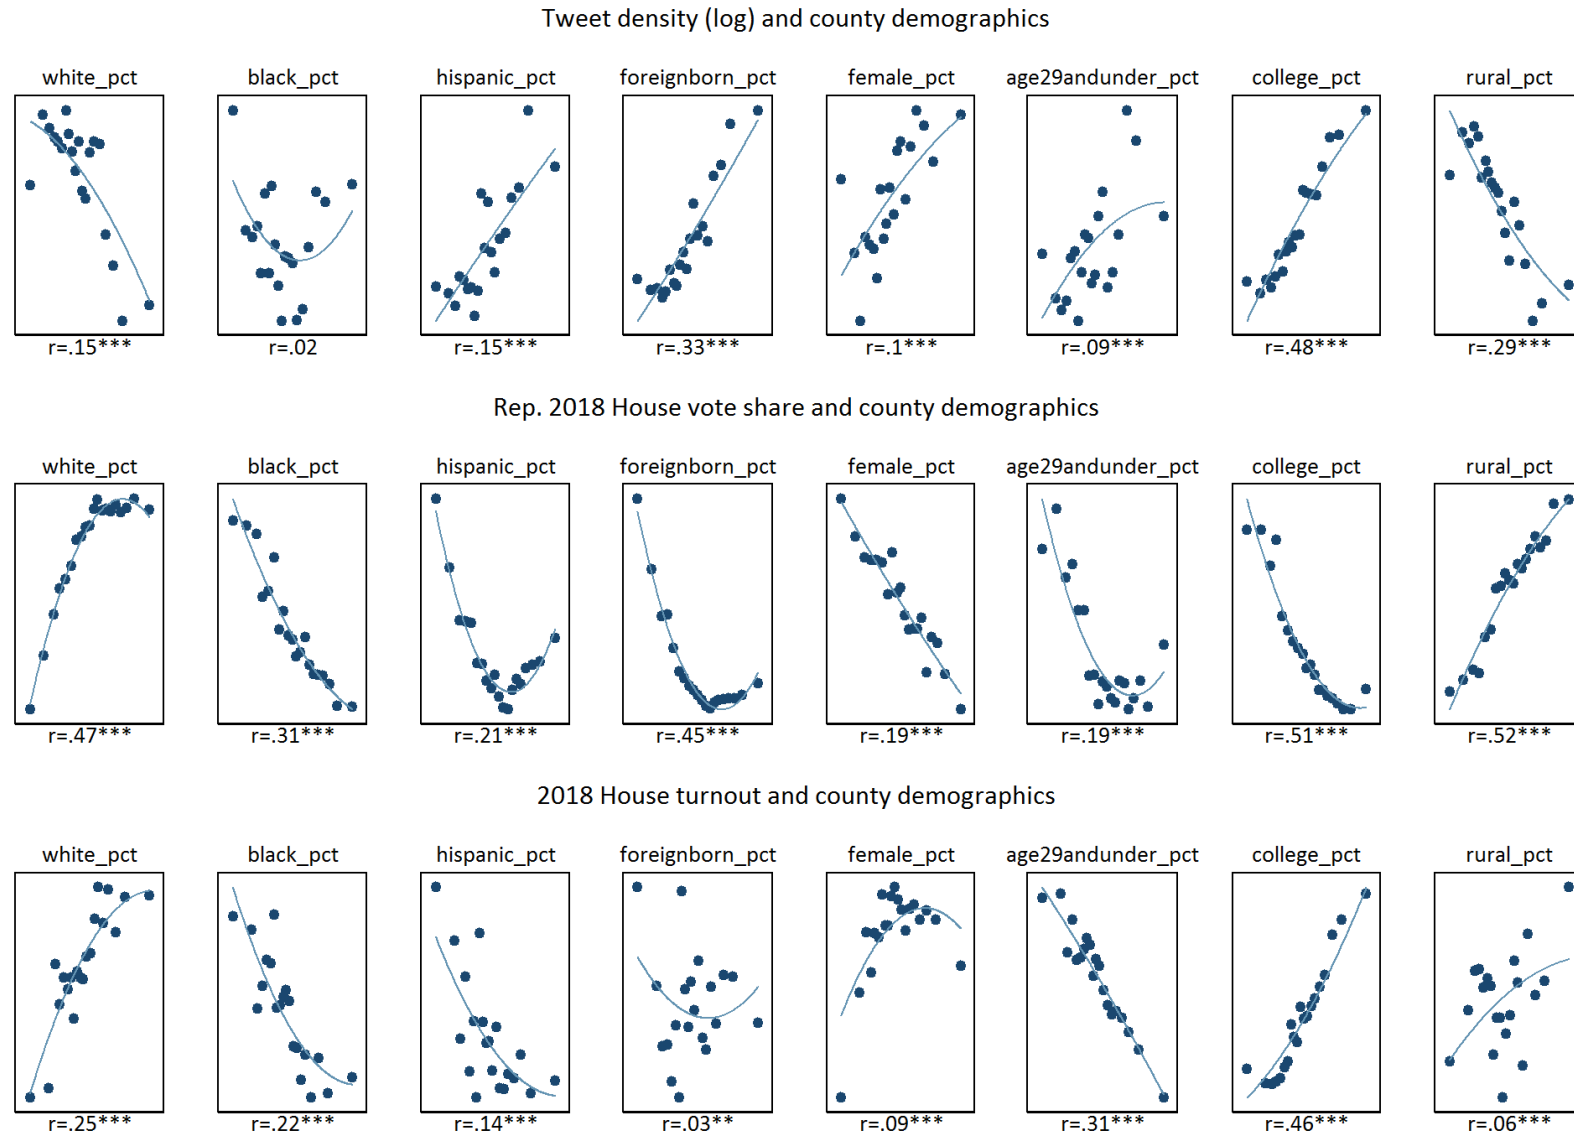 Tweet density (log) and county demographics
white_pct black_pct hispanic_pct foreignborn_pct female_pct age29andunder_pct college_pct rural_pct
r=.15*** r=.02 r=.15*** r=.33*** r=.1*** r=.09*** r=.48*** r=.29***
Rep. 2018 House vote share and county demographics
white_pct black_pct hispanic_pct foreignborn_pct female_pct age29andunder_pct college_pct rural_pct
r=.47*** r=.31*** r=.21*** r=.45*** r=.19*** r=.19*** r=.51*** r=.52***
2018 House turnout and county demographics
white_pct black_pct hispanic_pct foreignborn_pct female_pct age29andunder_pct college_pct rural_pct
r=.25*** r=.22*** r=.14*** r=.03** r=.09*** r=.31*** r=.46*** r=.06***